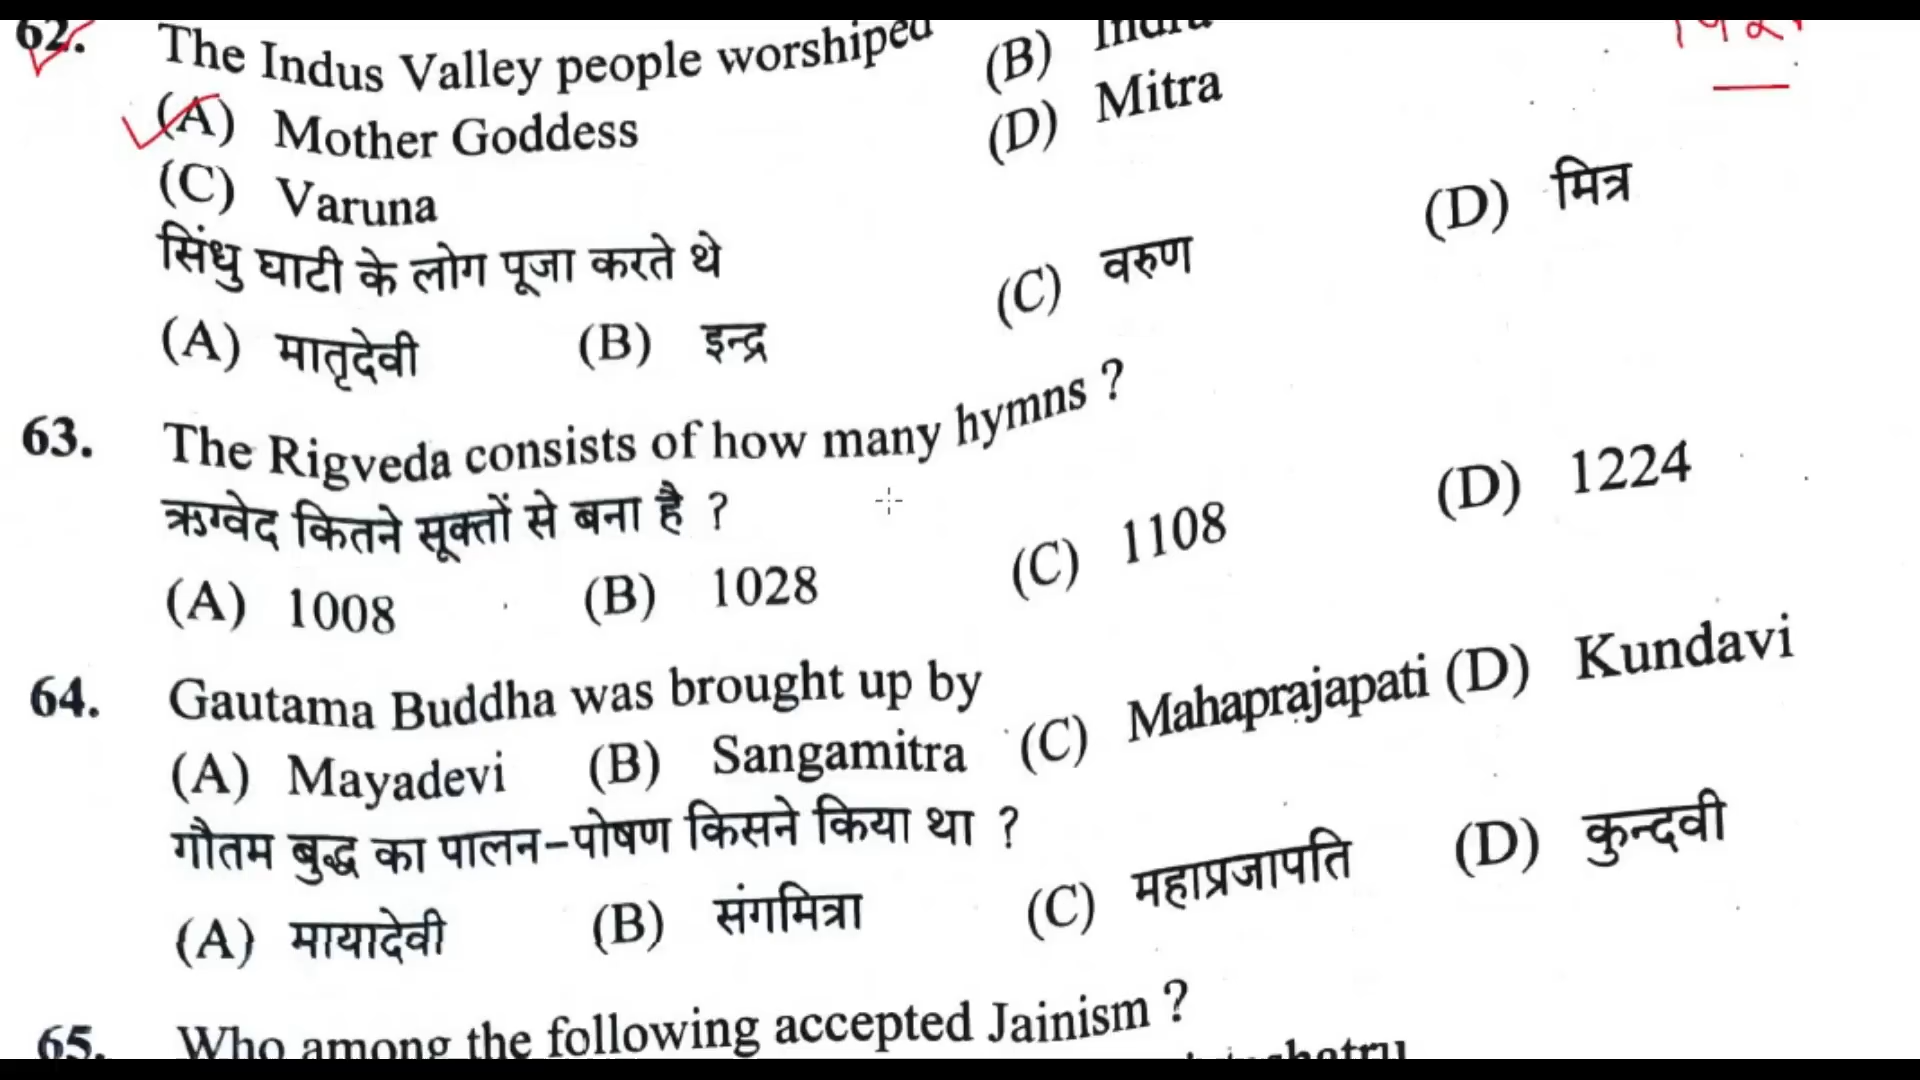 62. The Indus Valley people worshiped
(A) Mother Goddess (B)
(C) Varuna (D) Mitra
सिंधु घाटी के लोग पूजा करते थे
(A) मातृदेवी (B) इन्द्र (C) वरुण (D) मित्र
63. The Rigveda consists of how many hymns ?
ऋग्वेद कितने सूक्तों से बना है ?
(A) 1008 (B) 1028 (C) 1108 (D) 1224
64. Gautama Buddha was brought up by
(A) Mayadevi (B) Sangamitra (C) Mahaprajapati (D) Kundavi
गौतम बुद्ध का पालन-पोषण किसने किया था ?
(A) मायादेवी (B) संगमित्रा (C) महाप्रजापति (D) कुन्दवी
65. Who among the following accepted Jainism ?